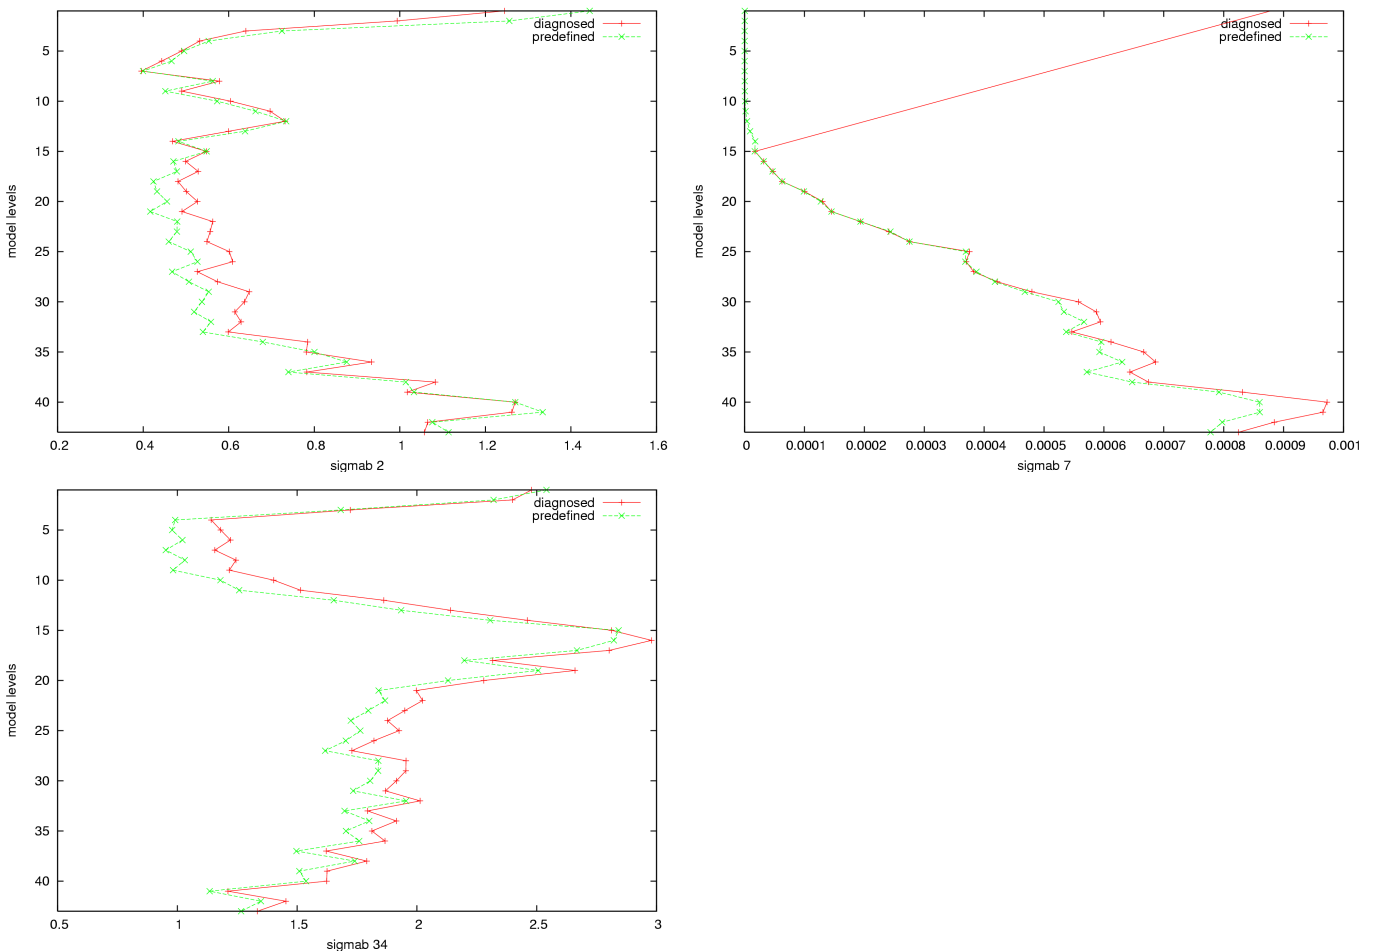 diagnosed
predefined
5
10
15
20
25
30
35
40
model levels
0.2 0.4 0.6 0.8 1 1.2 1.4 1.6
sigmab 2
diagnosed
predefined
5
10
15
20
25
30
35
40
model levels
0 0.0001 0.0002 0.0003 0.0004 0.0005 0.0006 0.0007 0.0008 0.0009 0.001
sigmab 7
diagnosed
predefined
5
10
15
20
25
30
35
40
model levels
0.5 1 1.5 2 2.5 3
sigmab 34